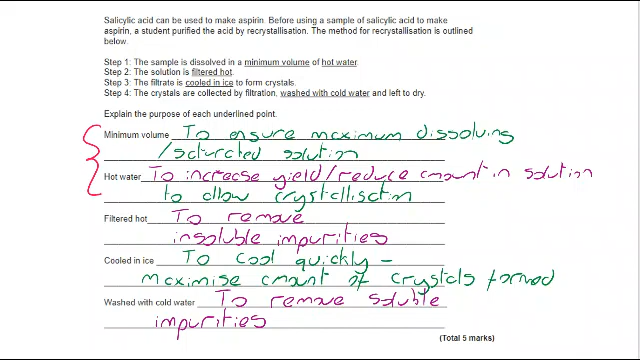 Salicylic acid can be used to make aspirin. Before using a sample of salicylic acid to make
aspirin, a student purified the acid by recrystallisation. The method for recrystallisation is outlined
below.
Step 1: The sample is dissolved in a minimum volume of hot water.
Step 2: The solution is filtered hot.
Step 3: The filtrate is cooled in ice to form crystals.
Step 4: The crystals are collected by filtration, washed with cold water and left to dry.
Explain the purpose of each underlined point.
Minimum volume To ensure maximum dissolving
/saturated solution
Hot water To increase yield/reduce amount in solution
to allow crystallisation
Filtered hot To remove
insoluble impurities
Cooled in ice To cool quickly –
maximise amount of crystals formed
Washed with cold water To remove soluble
impurities
(Total 5 marks)